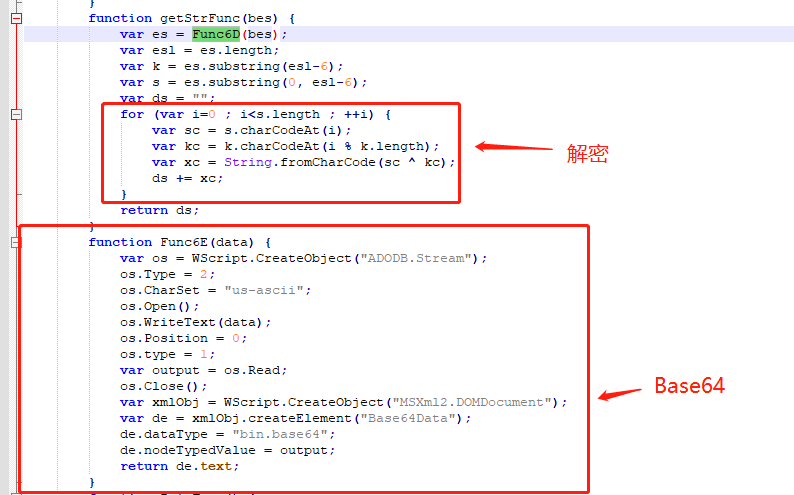 }
function getStrFunc(bes) {
var es = Func6D(bes);
var esl = es.length;
var k = es.substring(esl-6);
var s = es.substring(0, esl-6);
var ds = "";
for (var i=0 ; i<s.length ; ++i) {
var sc = s.charCodeAt(i);
var kc = k.charCodeAt(i % k.length);
var xc = String.fromCharCode(sc ^ kc);
ds += xc;
}
return ds;
}
解密
function Func6E(data) {
var os = WScript.CreateObject("ADODB.Stream");
os.Type = 2;
os.CharSet = "us-ascii";
os.Open();
os.WriteText(data);
os.Position = 0;
os.type = 1;
var output = os.Read;
os.Close();
var xmlObj = WScript.CreateObject("MSXml2.DOMDocument");
var de = xmlObj.createElement("Base64Data");
de.dataType = "bin.base64";
de.nodeTypedValue = output;
return de.text;
}
Base64